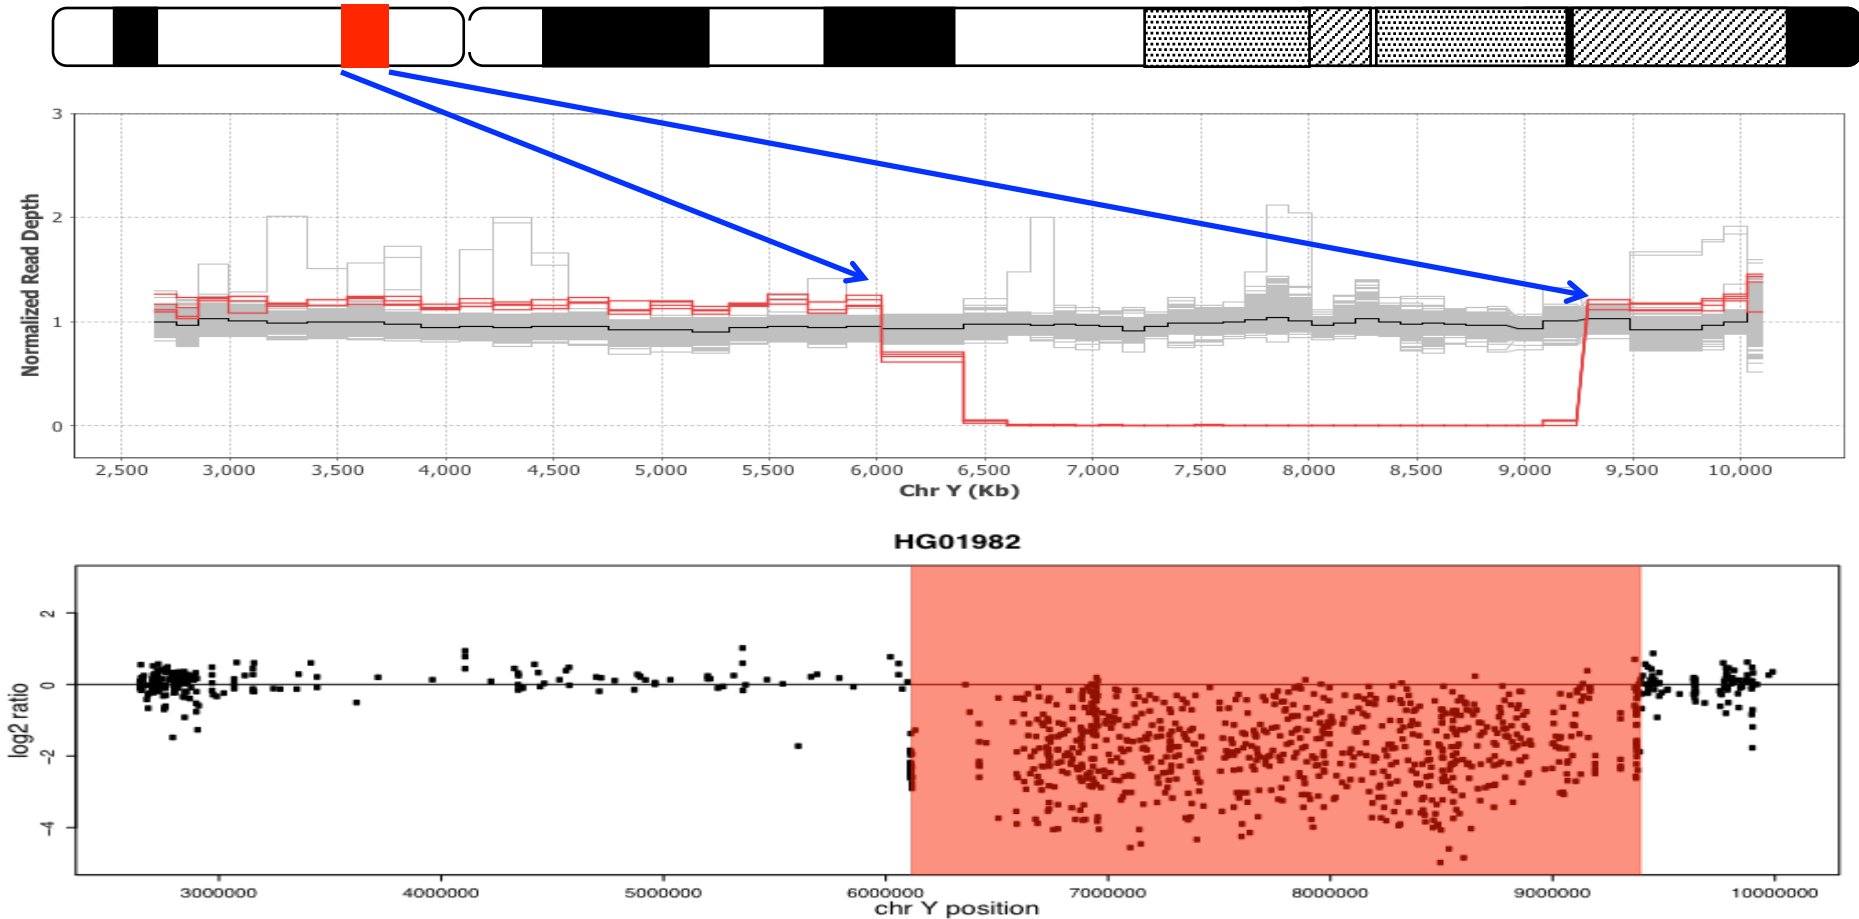 3
2
1
0
Normalized Read Depth
2,500 3,000 3,500 4,000 4,500 5,000 5,500 6,000 6,500 7,000 7,500 8,000 8,500 9,000 9,500 10,000
Chr Y (Kb)
HG01982
2
0
-2
-4
log2 ratio
3000000 4000000 5000000 6000000 7000000 8000000 9000000 10000000
chr Y position